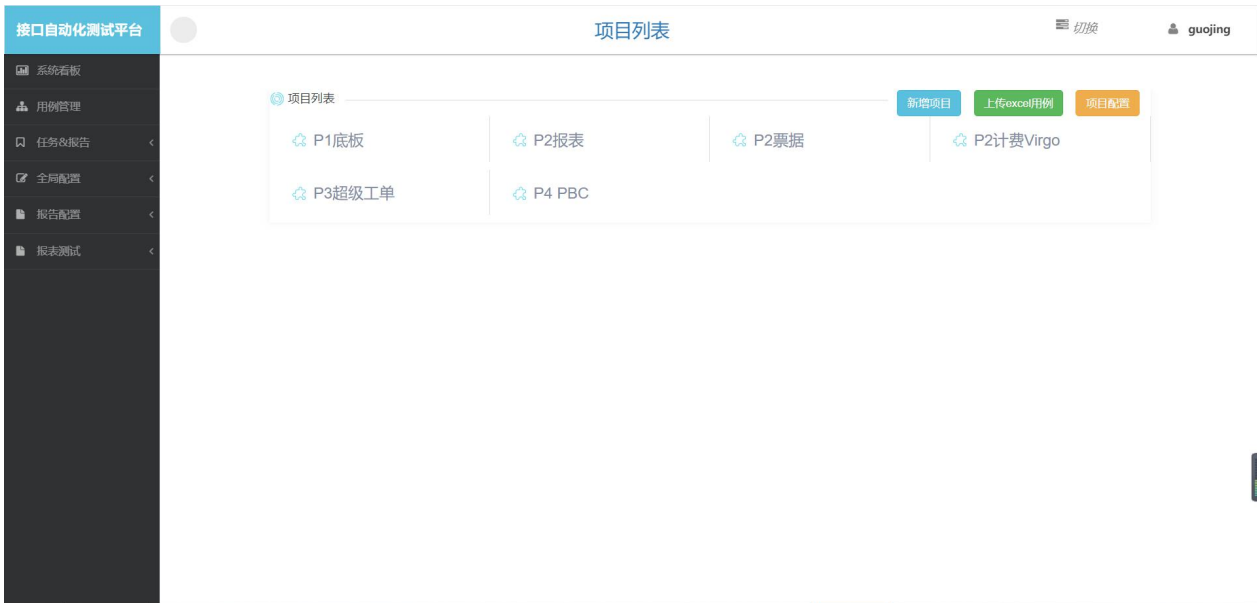 接口自动化测试平台
项目列表
切换
guojing
系统看板
用例管理
任务&报告
全局配置
报告配置
报表测试
项目列表
新增项目
上传excel用例
项目配置
P1底板
P2报表
P2票据
P2计费Virgo
P3超级工单
P4 PBC